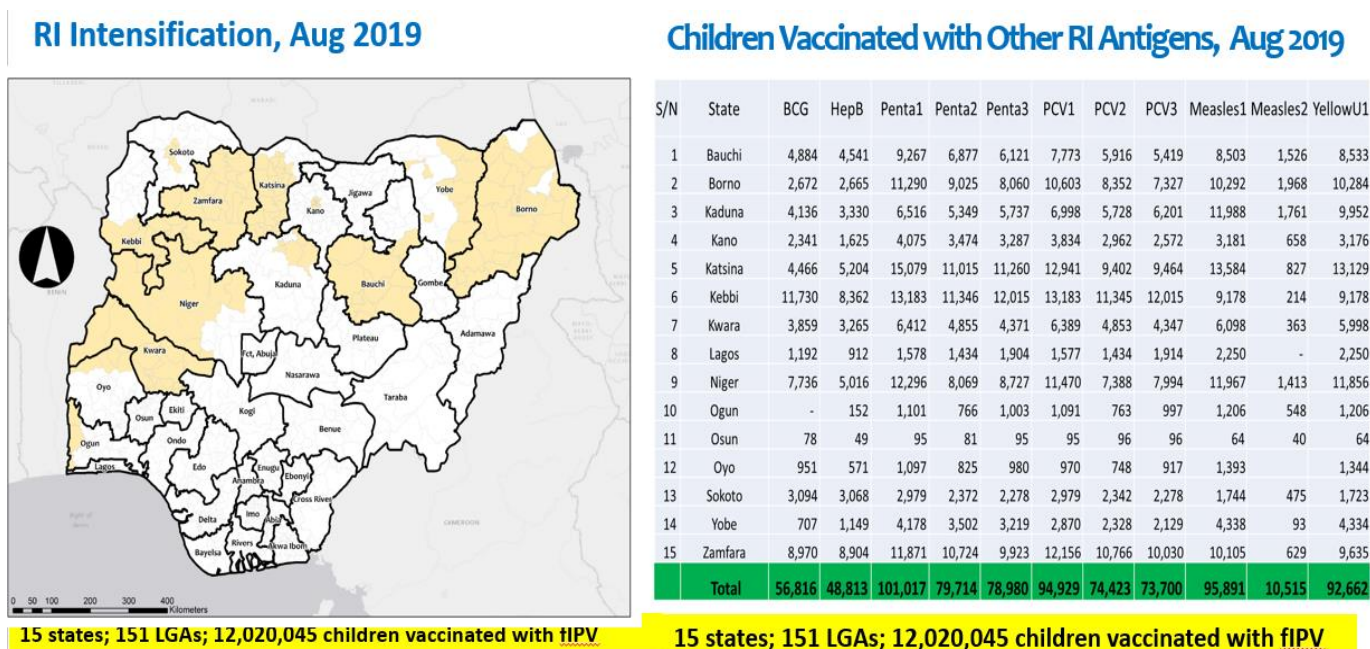 RI Intensification, Aug 2019
Sokoto
Katsina
Zamfara
Kano
Jigawa
Yobe
Borno
Kebbi
Kaduna
Bauchi
Gombe
Niger
Adamawa
Plateau
Kwara
Fct, Abuja
Nasarawa
Taraba
Oyo
Kogi
Osun
Ekiti
Benue
Ogun
Ondo
Lagos
Edo
Enugu
Ebonyi
Anambra
Cross River
Delta
Imo
Abia
Bayelsa
Rivers
Akwa Ibom
CAMEROON
0 50 100 200 300 400
Kilometers
15 states; 151 LGAs; 12,020,045 children vaccinated with fIPV
Children Vaccinated with Other RI Antigens, Aug 2019
S/N State BCG HepB Penta1 Penta2 Penta3 PCV1 PCV2 PCV3 Measles1 Measles2 YellowU1
1 Bauchi 4,884 4,541 9,267 6,877 6,121 7,773 5,916 5,419 8,503 1,526 8,533
2 Borno 2,672 2,665 11,290 9,025 8,060 10,603 8,352 7,327 10,292 1,968 10,284
3 Kaduna 4,136 3,330 6,516 5,349 5,737 6,998 5,728 6,201 11,988 1,761 9,952
4 Kano 2,341 1,625 4,075 3,474 3,287 3,834 2,962 2,572 3,181 658 3,176
5 Katsina 4,466 5,204 15,079 11,015 11,260 12,941 9,402 9,464 13,584 827 13,129
6 Kebbi 11,730 8,362 13,183 11,346 12,015 13,183 11,345 12,015 9,178 214 9,178
7 Kwara 3,859 3,265 6,412 4,855 4,371 6,389 4,853 4,347 6,098 363 5,998
8 Lagos 1,192 912 1,578 1,434 1,904 1,577 1,434 1,914 2,250 - 2,250
9 Niger 7,736 5,016 12,296 8,069 8,727 11,470 7,388 7,994 11,967 1,413 11,856
10 Ogun - 152 1,101 766 1,003 1,091 763 997 1,206 548 1,206
11 Osun 78 49 95 81 95 95 96 96 64 40 64
12 Oyo 951 571 1,097 825 980 970 748 917 1,393 1,344
13 Sokoto 3,094 3,068 2,979 2,372 2,278 2,979 2,342 2,278 1,744 475 1,723
14 Yobe 707 1,149 4,178 3,502 3,219 2,870 2,328 2,129 4,338 93 4,334
15 Zamfara 8,970 8,904 11,871 10,724 9,923 12,156 10,766 10,030 10,105 629 9,635
Total 56,816 48,813 101,017 79,714 78,980 94,929 74,423 73,700 95,891 10,515 92,662
15 states; 151 LGAs; 12,020,045 children vaccinated with fIPV